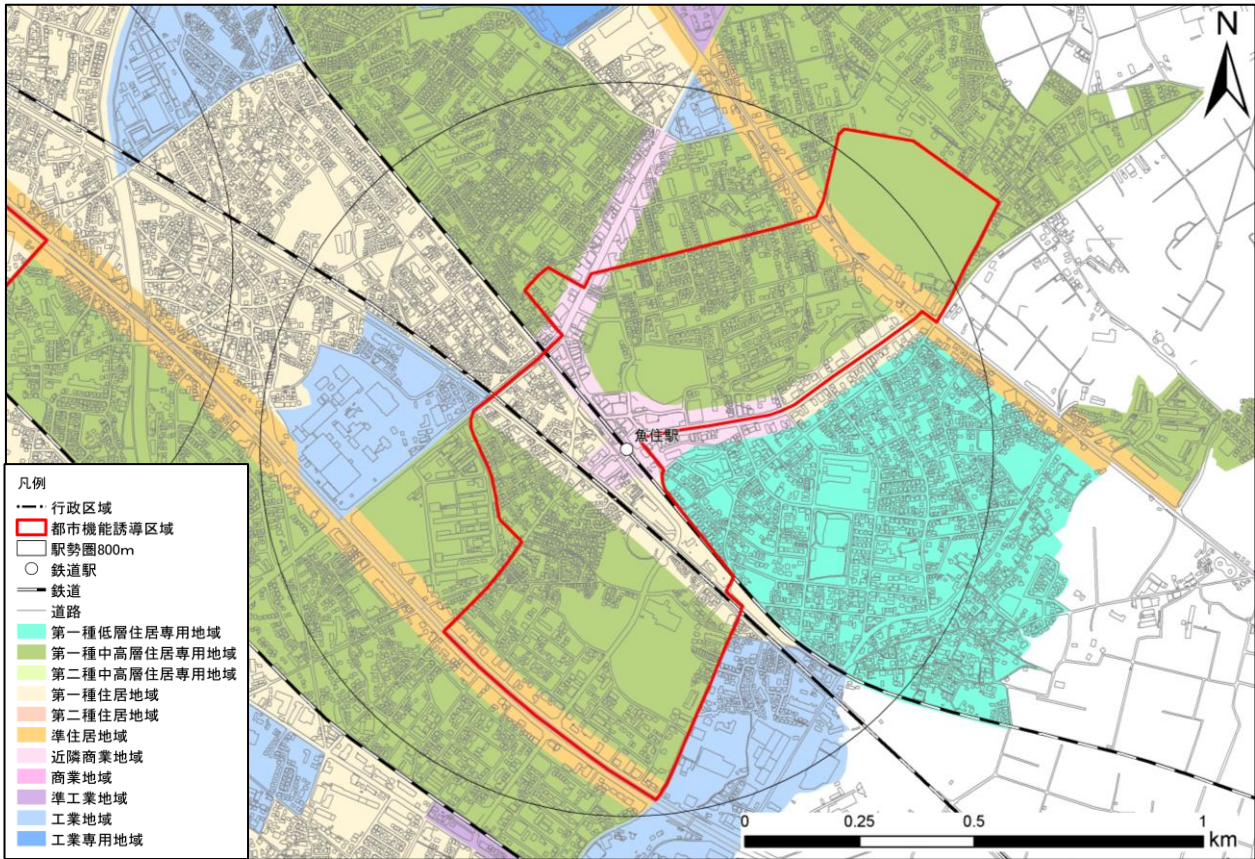 N
魚住駅
凡例
行政区域
都市機能誘導区域
駅勢圏800m
鉄道駅
鉄道
道路
第一種低層住居専用地域
第一種中高層住居専用地域
第二種中高層住居専用地域
第一種住居地域
第二種住居地域
準住居地域
近隣商業地域
商業地域
準工業地域
工業地域
工業専用地域
0 0.25 0.5 1
km